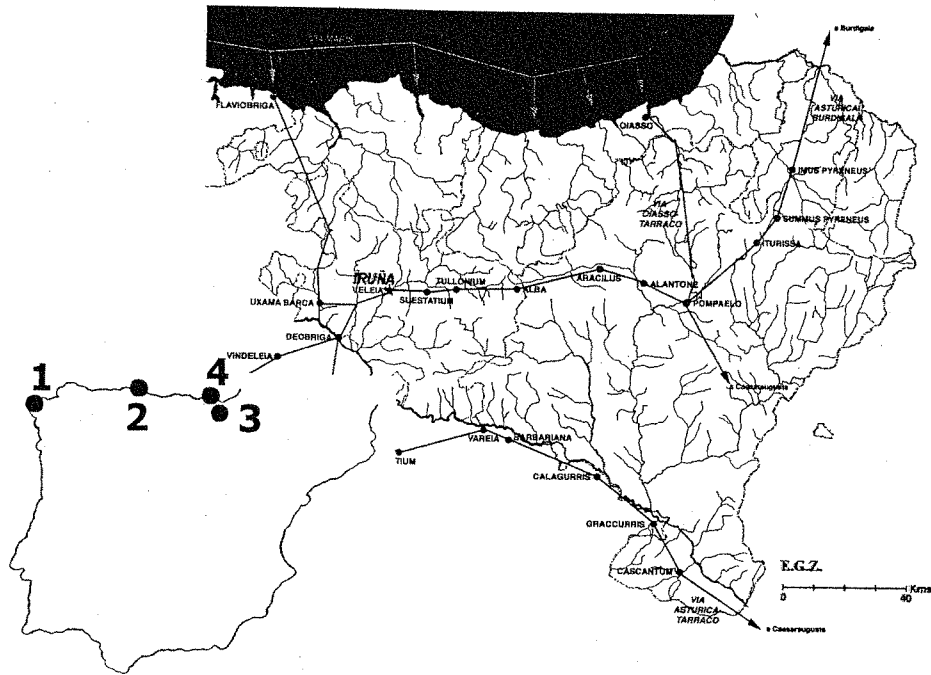 a Burdigala
FLAVIOBRIGA
VIA
ASTURICA
BURDIGALA
OIASSO
IMUS PYRENEUS
VIA
OIASSO-
TARRACO
SUMMUS PYRENEUS
ITURISSA
IRUÑA
VELEIA
SUESTATIUM
TULLONIUM
ALBA
ARACILUS
ALANTONE
POMPAELO
UXAMA BARCA
DEOBRIGA
VINDELEIA
a Caesaraugusta
1
2
4
3
VAREIA
BARBARIANA
TIUM
CALAGURRIS
GRACCURRIS
CASCANTUM
E.G.Z.
Kms
0
40
VIA
ASTURICA
TARRACO
a Caesaraugusta